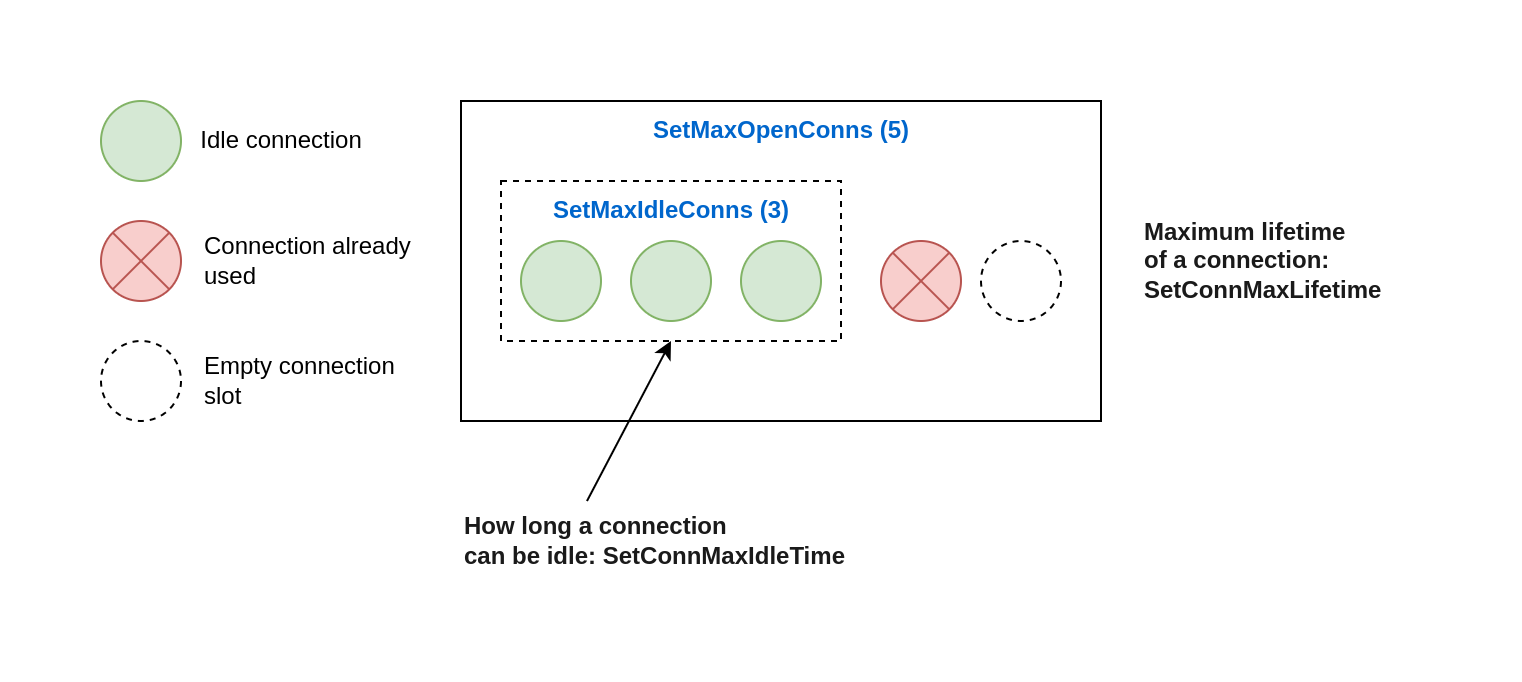 Idle connection
Connection already
used
Empty connection
slot
SetMaxOpenConns (5)
SetMaxIdleConns (3)
Maximum lifetime
of a connection:
SetConnMaxLifetime
How long a connection
can be idle: SetConnMaxIdleTime